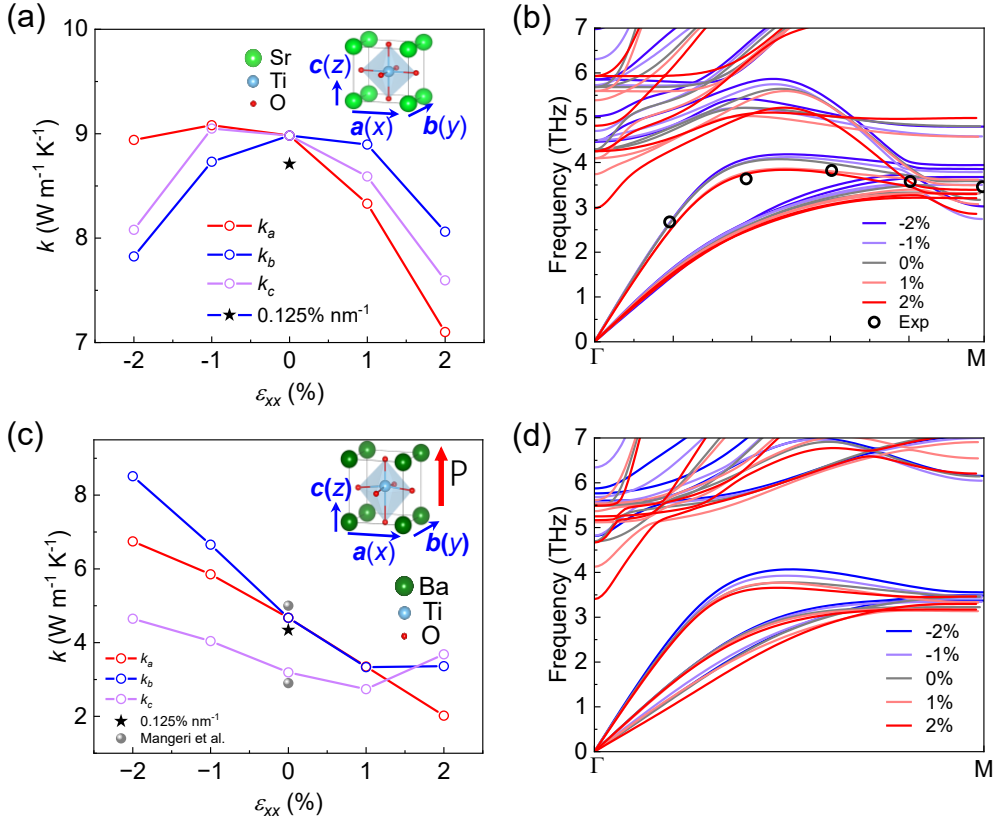 (a)
10
9
8
7
k (W m⁻¹ K⁻¹)
-2
-1
0
1
2
εxx (%)
Sr
Ti
O
c(z)
a(x)
b(y)
ka
kb
kc
0.125% nm⁻¹
(b)
7
6
5
4
3
2
1
0
Frequency (THz)
Γ
M
-2%
-1%
0%
1%
2%
Exp
(c)
8
6
4
2
k (W m⁻¹ K⁻¹)
−2
−1
0
1
2
εxx (%)
P
c(z)
a(x)
b(y)
Ba
Ti
O
ka
kb
kc
0.125% nm⁻¹
Mangeri et al.
(d)
7
6
5
4
3
2
1
0
Frequency (THz)
Γ
M
-2%
-1%
0%
1%
2%